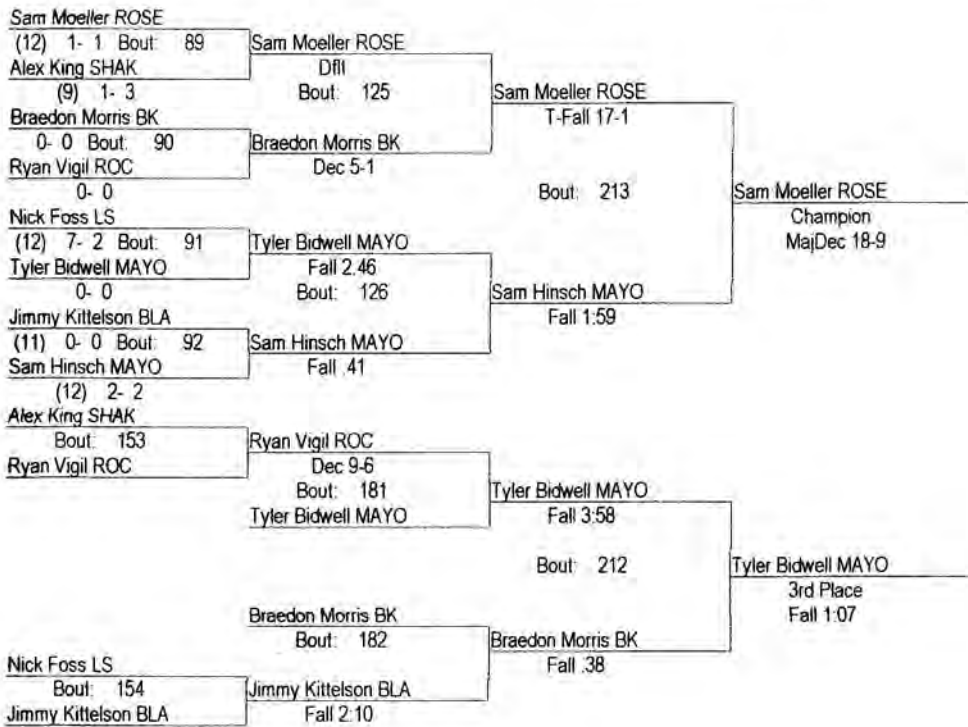 Sam Moeller ROSE
(12) 1- 1 Bout: 89
Alex King SHAK
(9) 1- 3
Braedon Morris BK
0- 0 Bout: 90
Ryan Vigil ROC
0- 0
Nick Foss LS
(12) 7- 2 Bout: 91
Tyler Bidwell MAYO
0- 0
Jimmy Kittelson BLA
(11) 0- 0 Bout: 92
Sam Hinsch MAYO
(12) 2- 2
Sam Moeller ROSE
Dfll
Bout: 125
Braedon Morris BK
Dec 5-1
Tyler Bidwell MAYO
Fall 2.46
Bout: 126
Sam Hinsch MAYO
Fall .41
Sam Moeller ROSE
T-Fall 17-1
Bout: 213
Sam Hinsch MAYO
Fall 1:59
Sam Moeller ROSE
Champion
MajDec 18-9
Alex King SHAK
Bout: 153
Ryan Vigil ROC
Ryan Vigil ROC
Dec 9-6
Bout: 181
Tyler Bidwell MAYO
Tyler Bidwell MAYO
Fall 3:58
Bout: 212
Tyler Bidwell MAYO
3rd Place
Fall 1:07
Braedon Morris BK
Bout: 182
Braedon Morris BK
Fall .38
Nick Foss LS
Bout: 154
Jimmy Kittelson BLA
Jimmy Kittelson BLA
Fall 2:10